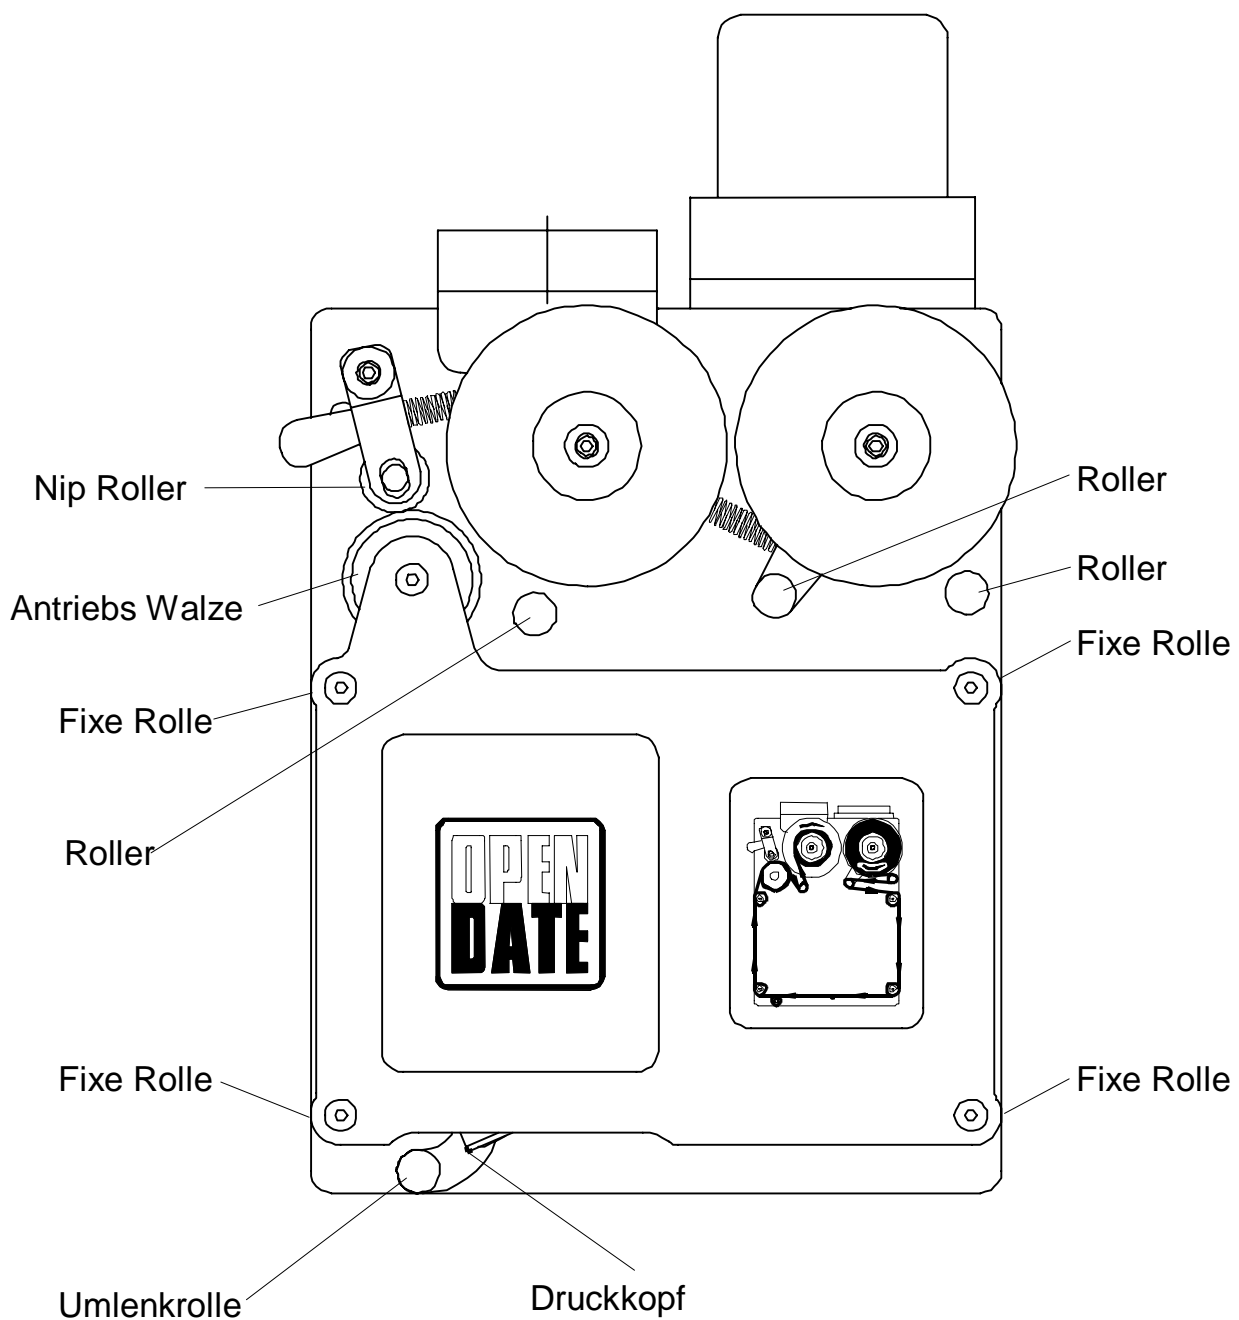 Nip Roller
Roller
Roller
Antriebs Walze
Fixe Rolle
Fixe Rolle
Roller
OPEN
DATE
Fixe Rolle
Fixe Rolle
Umlenkrolle
Druckkopf